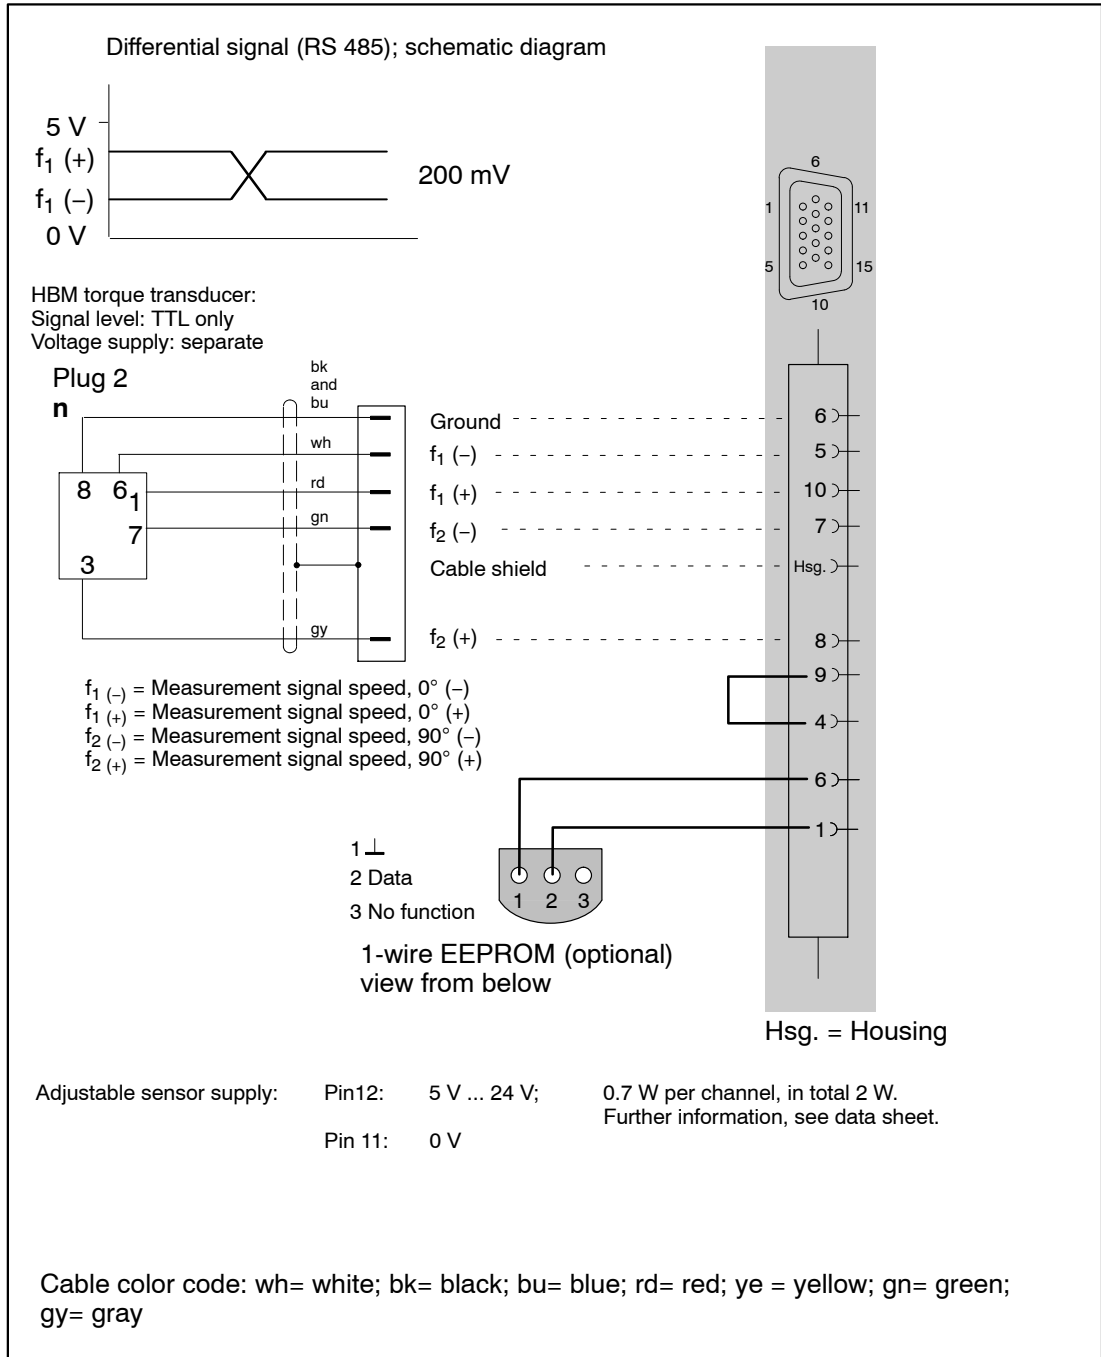 Differential signal (RS 485); schematic diagram
5 V
f1 (+)
f1 (−)
0 V
200 mV
6
1
11
5
15
10
HBM torque transducer:
Signal level: TTL only
Voltage supply: separate
Plug 2
n
bk
and
bu
wh
rd
gn
gy
8 6 1
7
3
Ground
f1 (−)
f1 (+)
f2 (−)
Cable shield
f2 (+)
6
5
10
7
Hsg.
8
9
4
6
1
f1 (−) = Measurement signal speed, 0° (−)
f1 (+) = Measurement signal speed, 0° (+)
f2 (−) = Measurement signal speed, 90° (−)
f2 (+) = Measurement signal speed, 90° (+)
1
2 Data
3 No function
1 2 3
1-wire EEPROM (optional)
view from below
Hsg. = Housing
Adjustable sensor supply: Pin12: 5 V ... 24 V; 0.7 W per channel, in total 2 W.
Further information, see data sheet.
Pin 11: 0 V
Cable color code: wh= white; bk= black; bu= blue; rd= red; ye = yellow; gn= green;
gy= gray